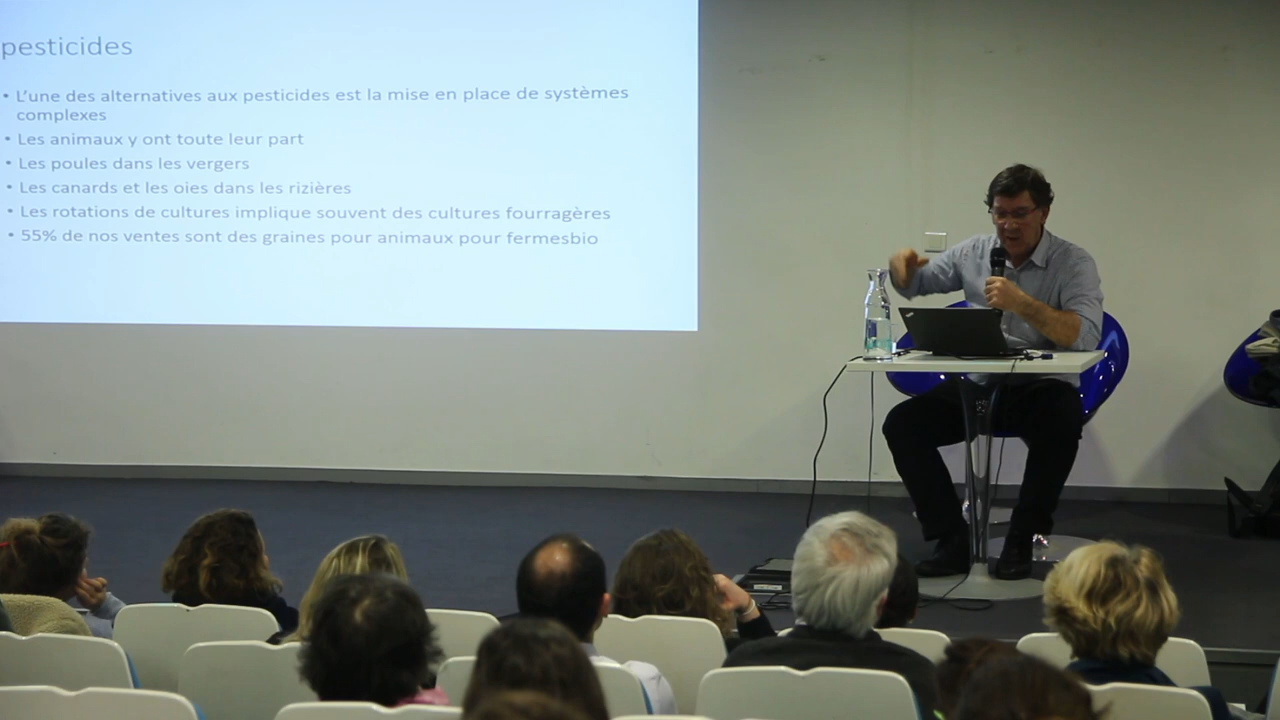 pesticides
• L'une des alternatives aux pesticides est la mise en place de systèmes
complexes
• Les animaux y ont toute leur part
• Les poules dans les vergers
• Les canards et les oies dans les rizières
• Les rotations de cultures implique souvent des cultures fourragères
• 55% de nos ventes sont des graines pour animaux pour fermesbio